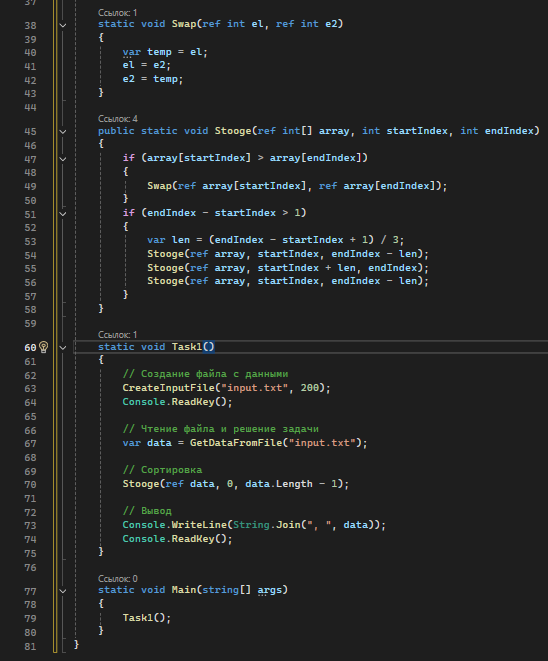 37
Ссылок: 1
38 static void Swap(ref int el, ref int e2)
39 {
40 var temp = el;
41 el = e2;
42 e2 = temp;
43 }
44
Ссылок: 4
45 public static void Stooge(ref int[] array, int startIndex, int endIndex)
46 {
47 if (array[startIndex] > array[endIndex])
48 {
49 Swap(ref array[startIndex], ref array[endIndex]);
50 }
51 if (endIndex - startIndex > 1)
52 {
53 var len = (endIndex - startIndex + 1) / 3;
54 Stooge(ref array, startIndex, endIndex - len);
55 Stooge(ref array, startIndex + len, endIndex);
56 Stooge(ref array, startIndex, endIndex - len);
57 }
58 }
59
Ссылок: 1
60 static void Task1()
61 {
62 // Создание файла с данными
63 CreateInputFile("input.txt", 200);
64 Console.ReadKey();
65
66 // Чтение файла и решение задачи
67 var data = GetDataFromFile("input.txt");
68
69 // Сортировка
70 Stooge(ref data, 0, data.Length - 1);
71
72 // Вывод
73 Console.WriteLine(String.Join(", ", data));
74 Console.ReadKey();
75 }
76
Ссылок: 0
77 static void Main(string[] args)
78 {
79 Task1();
80 }
81 }